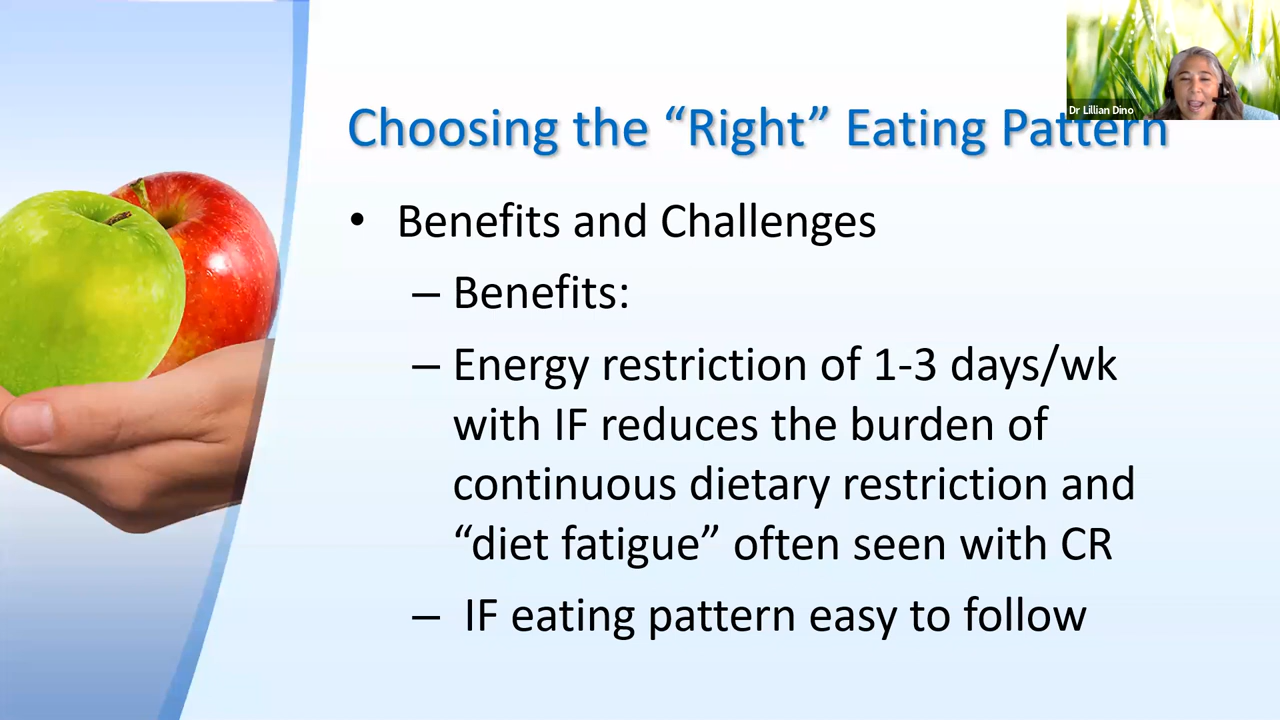 Dr Lillian Dino
Choosing the “Right” Eating Pattern
• Benefits and Challenges
– Benefits:
– Energy restriction of 1-3 days/wk
with IF reduces the burden of
continuous dietary restriction and
“diet fatigue” often seen with CR
– IF eating pattern easy to follow